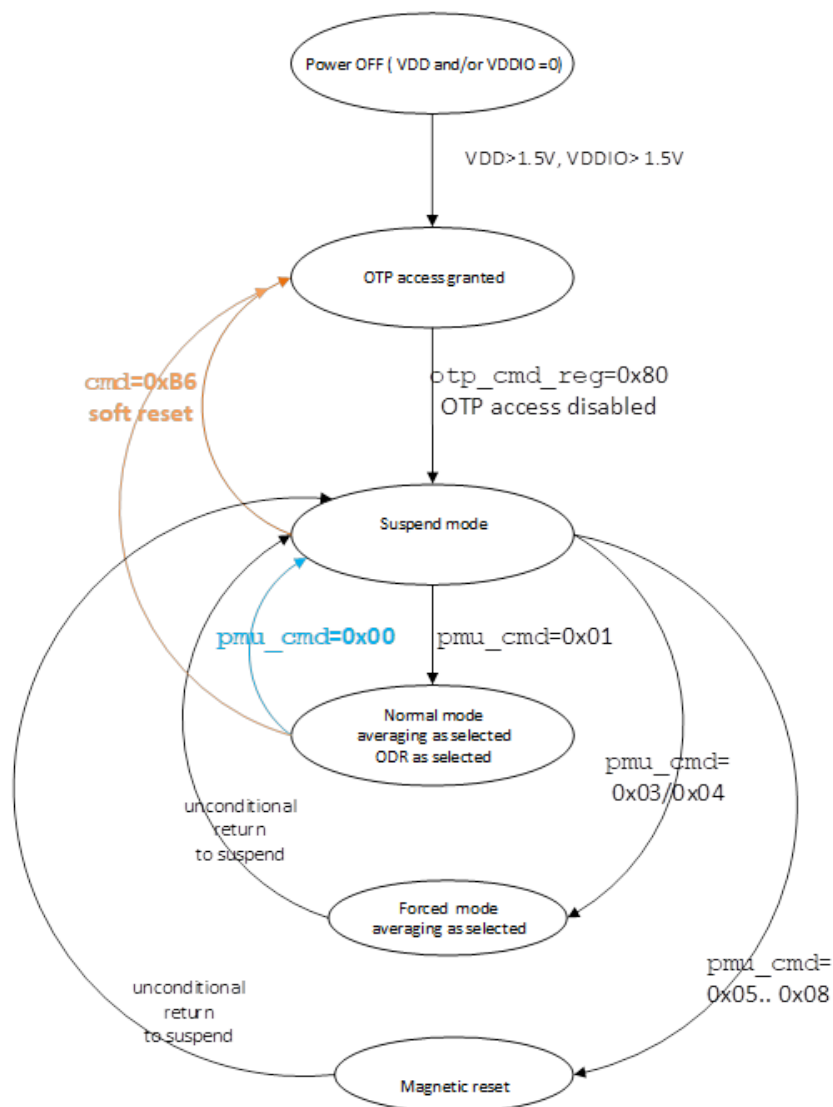 Power OFF ( VDD and/or VDDIO =0)
VDD>1.5V, VDDIO> 1.5V
OTP access granted
cmd=0xB6
soft reset
otp_cmd_reg=0x80
OTP access disabled
Suspend mode
pmu_cmd=0x00
pmu_cmd=0x01
Normal mode
averaging as selected
ODR as selected
pmu_cmd=
0x03/0x04
unconditional
return
to suspend
Forced mode
averaging as selected
pmu_cmd=
0x05.. 0x08
unconditional
return
to suspend
Magnetic reset